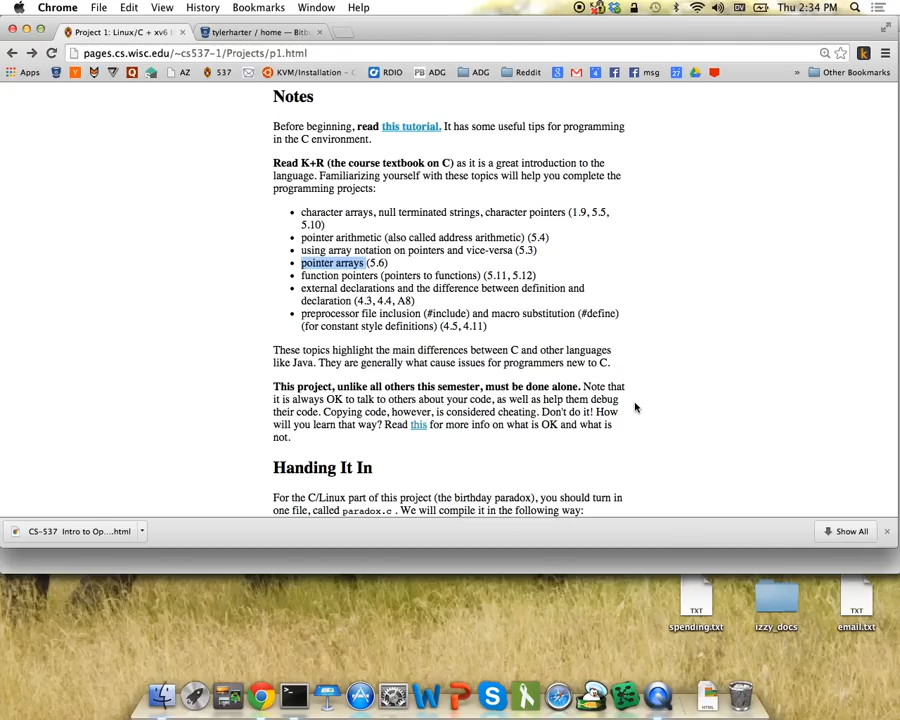 Chrome File Edit View History Bookmarks Window Help Thu 2:34 PM
Project 1: Linux/C + xv6 tylerharter / home — Bitb
pages.cs.wisc.edu/~cs537-1/Projects/p1.html
Apps AZ 537 KVM/Installation - RDIO PB ADG ADG Reddit msg 27 » Other Bookmarks
Notes
Before beginning, read this tutorial. It has some useful tips for programming
in the C environment.
Read K+R (the course textbook on C) as it is a great introduction to the
language. Familiarizing yourself with these topics will help you complete the
programming projects:
• character arrays, null terminated strings, character pointers (1.9, 5.5,
5.10)
• pointer arithmetic (also called address arithmetic) (5.4)
• using array notation on pointers and vice-versa (5.3)
• pointer arrays (5.6)
• function pointers (pointers to functions) (5.11, 5.12)
• external declarations and the difference between definition and
declaration (4.3, 4.4, A8)
• preprocessor file inclusion (#include) and macro substitution (#define)
(for constant style definitions) (4.5, 4.11)
These topics highlight the main differences between C and other languages
like Java. They are generally what cause issues for programmers new to C.
This project, unlike all others this semester, must be done alone. Note that
it is always OK to talk to others about your code, as well as help them debug
their code. Copying code, however, is considered cheating. Don't do it! How
will you learn that way? Read this for more info on what is OK and what is
not.
Handing It In
For the C/Linux part of this project (the birthday paradox), you should turn in
one file, called paradox.c . We will compile it in the following way:
CS-537 Intro to Op....html Show All
TXT TXT
spending.txt izzy_docs email.txt
HTML